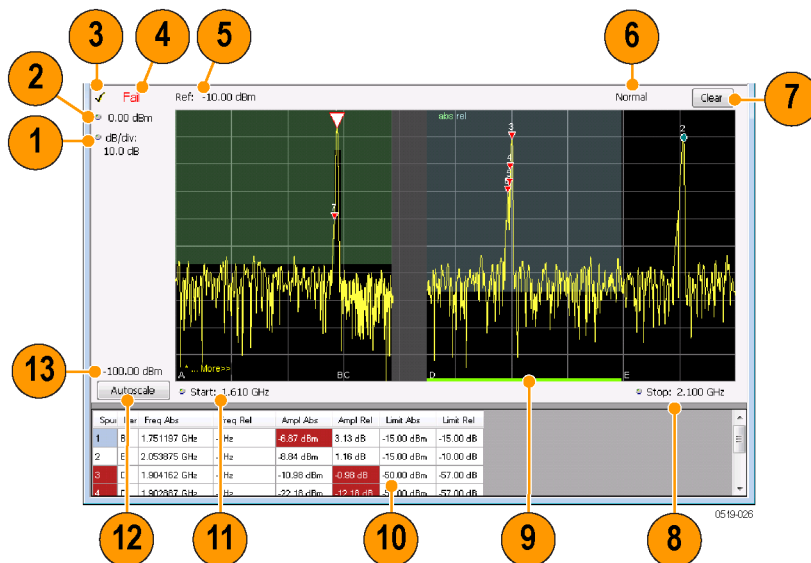 3
4
5
6
2
7
1
Fail
Ref: -10.00 dBm
Normal
Clear
0.00 dBm
dB/div:
10.0 dB
abs rel
3
2
* ... More>>
A
BC
D
E
13
-100.00 dBm
Autoscale
Start: 1.610 GHz
Stop: 2.100 GHz
Freq Abs
Ampl Abs
Ampl Rel
Limit Abs
Limit Rel
1
1.751197 GHz
-6.87 dBm
3.13 dB
-15.00 dBm
-15.00 dB
2
2.053875 GHz
-8.84 dBm
1.16 dB
-15.00 dBm
-10.00 dB
3
1.904162 GHz
-10.98 dBm
-0.98 dB
-50.00 dBm
-57.00 dB
4
-57.00 dB
0519-026
12
11
10
9
8